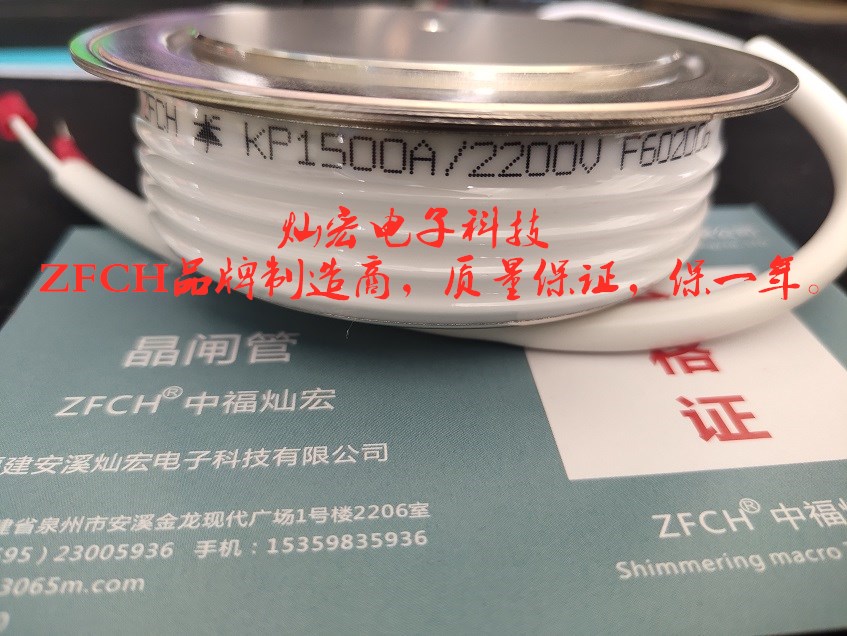 ZFCH KP1500A/2200V F6020
灿宏电子科技
ZFCH品牌制造商，质量保证，保一年。
晶闸管
ZFCH®中福灿宏
建安溪灿宏电子科技有限公司
建省泉州市安溪金龙现代广场1号楼2206室
595）23005936 手机：15359835936
3065m.com
格
证
ZFCH®中福
Shimmering macro